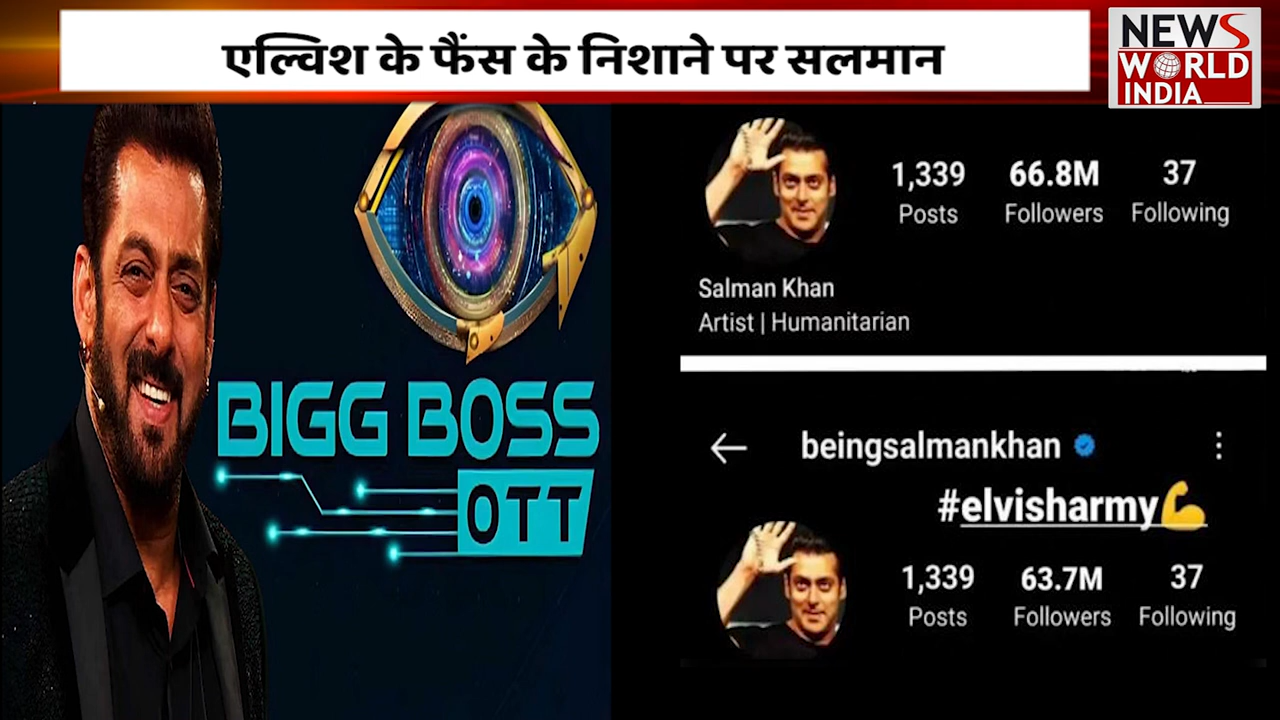 एल्विश के फैंस के निशाने पर सलमान
NEWS
WORLD
INDIA
BIGG BOSS
OTT
1,339 66.8M 37
Posts Followers Following
Salman Khan
Artist | Humanitarian
beingsalmankhan
#elvisharmy💪
1,339 63.7M 37
Posts Followers Following